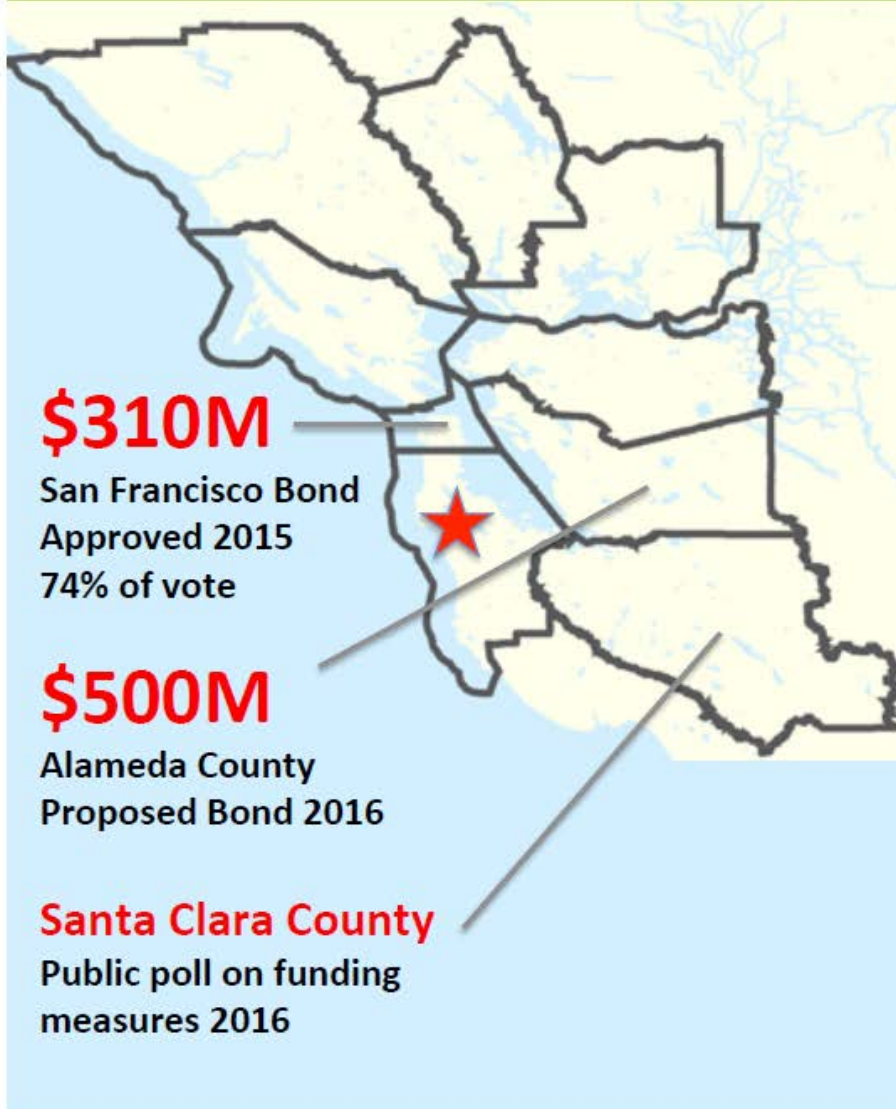 $310M
San Francisco Bond
Approved 2015
74% of vote
$500M
Alameda County
Proposed Bond 2016
Santa Clara County
Public poll on funding
measures 2016